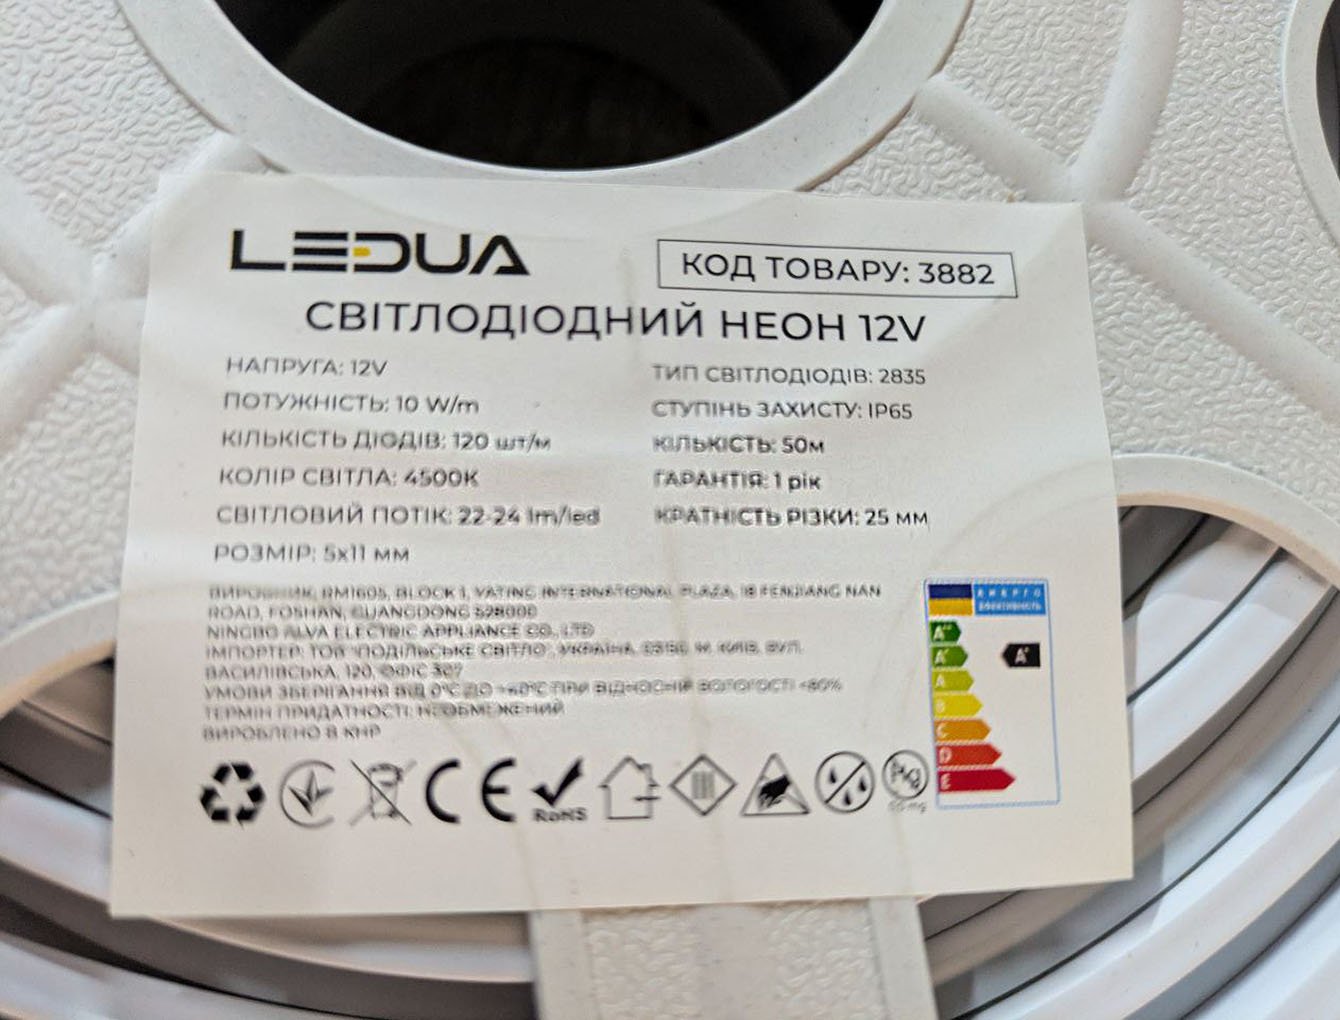 LEDUA
КОД ТОВАРУ: 3882
СВІТЛОДІОДНИЙ НЕОН 12V
НАПРУГА: 12V
ПОТУЖНІСТЬ: 10 W/m
КІЛЬКІСТЬ ДІОДІВ: 120 шт/м
КОЛІР СВІТЛА: 4500K
СВІТЛОВИЙ ПОТІК: 22-24 lm/led
РОЗМІР: 5x11 мм
ТИП СВІТЛОДІОДІВ: 2835
СТУПІНЬ ЗАХИСТУ: IP65
КІЛЬКІСТЬ: 50м
ГАРАНТІЯ: 1 рік
КРАТНІСТЬ РІЗКИ: 25 мм
ВИРОБНИК, RM1605, BLOCK 1, YATING INTERNATIONAL PLAZA, 18 FENJIANG NAN
ROAD, FOSHAN, GUANGDONG 528000
NINGBO ALVA ELECTRIC APPLIANCE CO., LTD
ІМПОРТЕР: ТОВ "ПОДІЛЬСЬКЕ СВІТЛО", УКРАЇНА, М. КИЇВ, ВУЛ.
ВАСИЛІВСЬКА, 120, ОФІС 307
УМОВИ ЗБЕРІГАННЯ ВІД 0°C ДО +40°C ПРИ ВІДНОСНІЙ ВОЛОГОСТІ <80%
ТЕРМІН ПРИДАТНОСТІ: НЕОБМЕЖЕНИЙ
ВИРОБЛЕНО В КНР
ЕНЕРГО
ефективність
A++
A+
A+
A
B
C
D
E
CE
RoHS
Hg